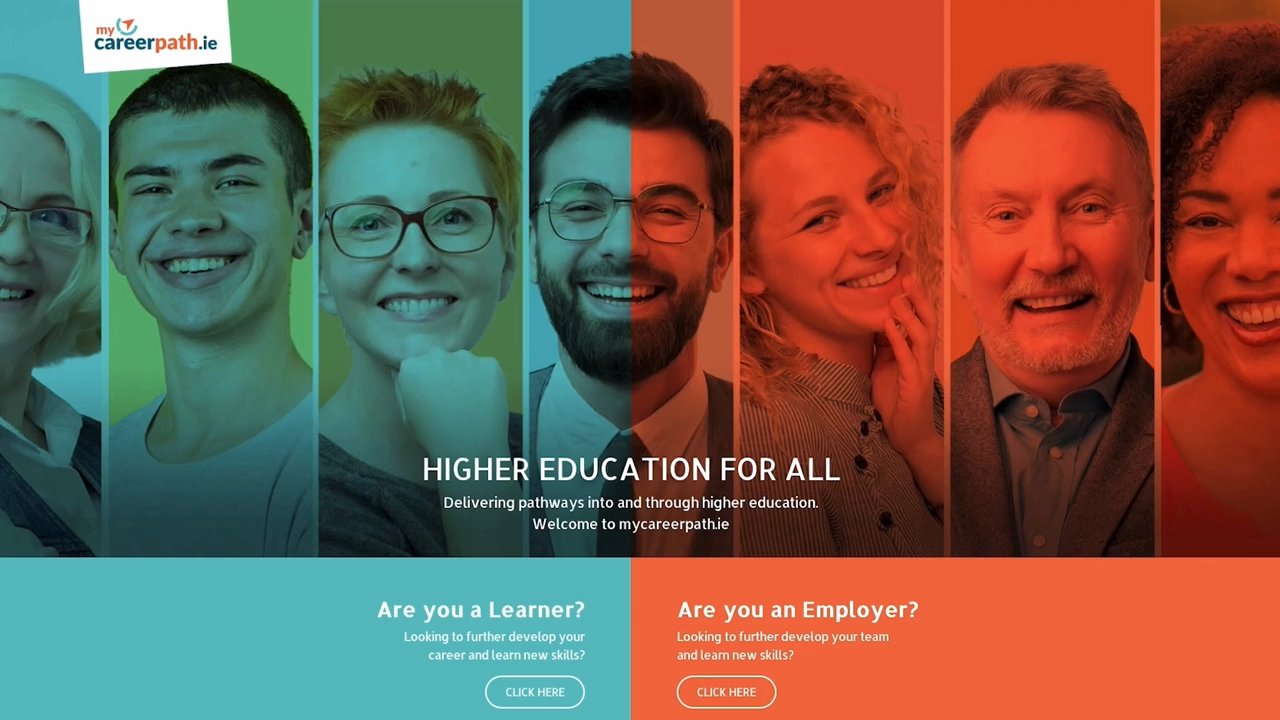 my
careerpath.ie
HIGHER EDUCATION FOR ALL
Delivering pathways into and through higher education.
Welcome to mycareerpath.ie
Are you a Learner?
Looking to further develop your
career and learn new skills?
CLICK HERE
Are you an Employer?
Looking to further develop your team
and learn new skills?
CLICK HERE